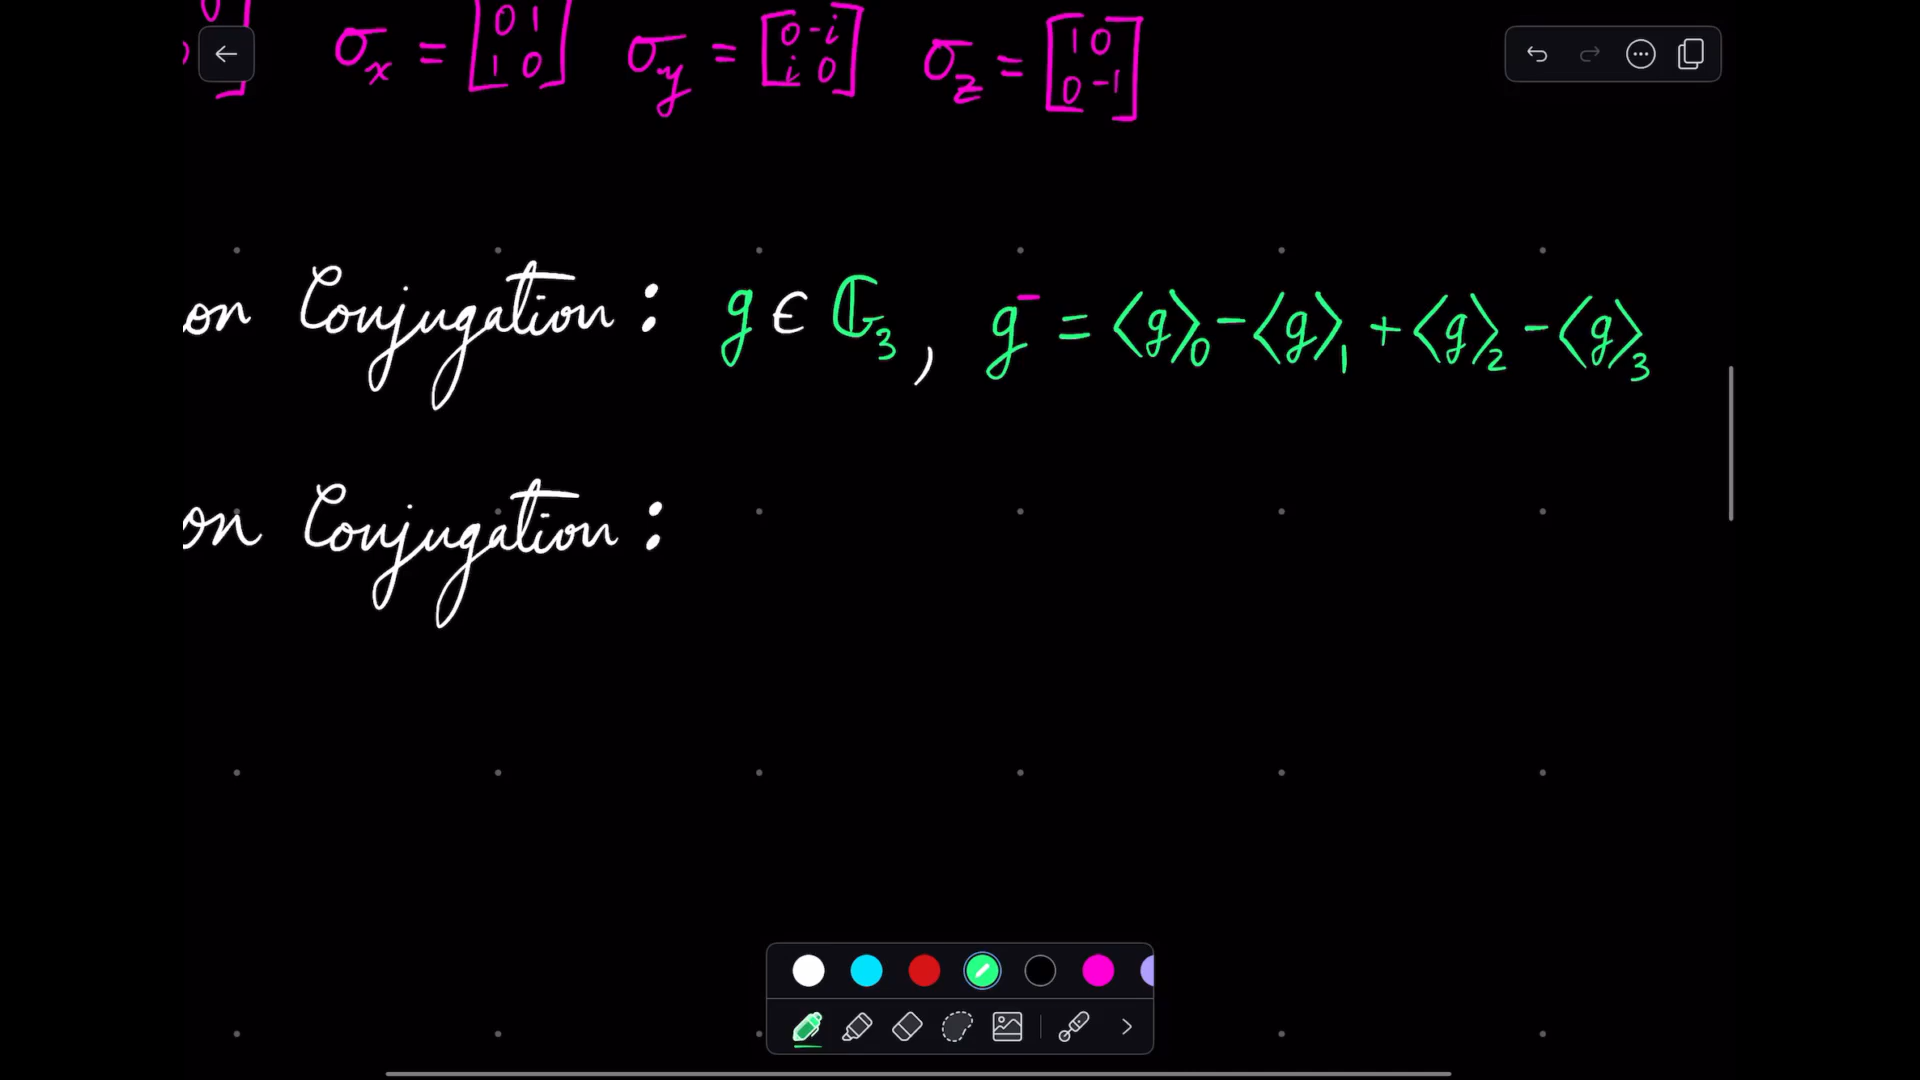 σx = [0 1 1 0] σy = [0 -i i 0] σz = [1 0 0 -1]
on Conjugation : g ∈ 𝔾₃, g⁻ = ⟨g⟩₀ - ⟨g⟩₁ + ⟨g⟩₂ - ⟨g⟩₃
on Conjugation :